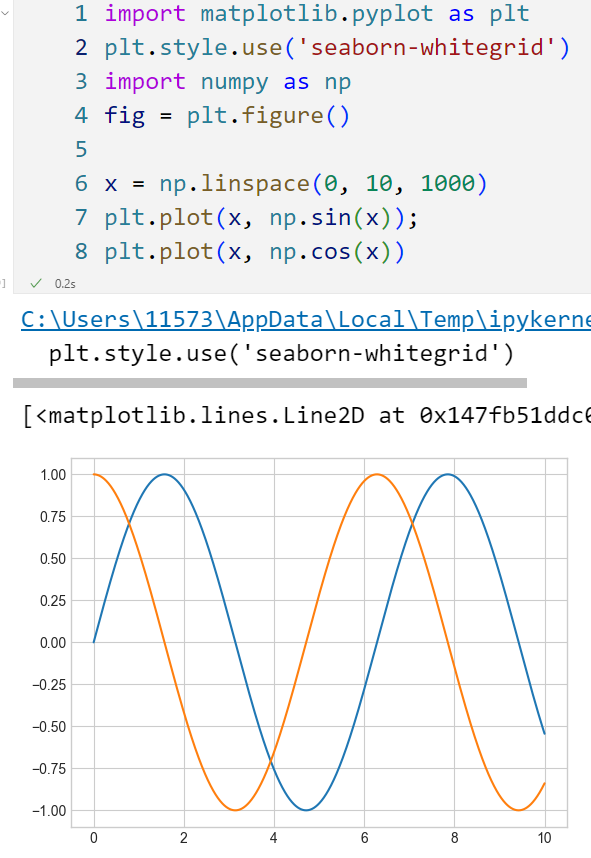 1 import matplotlib.pyplot as plt
2 plt.style.use('seaborn-whitegrid')
3 import numpy as np
4 fig = plt.figure()
5
6 x = np.linspace(0, 10, 1000)
7 plt.plot(x, np.sin(x));
8 plt.plot(x, np.cos(x))
0.2s
C:\Users\11573\AppData\Local\Temp\ipykerne
plt.style.use('seaborn-whitegrid')
[<matplotlib.lines.Line2D at 0x147fb51ddc0
1.00
0.75
0.50
0.25
0.00
−0.25
−0.50
−0.75
−1.00
0 2 4 6 8 10